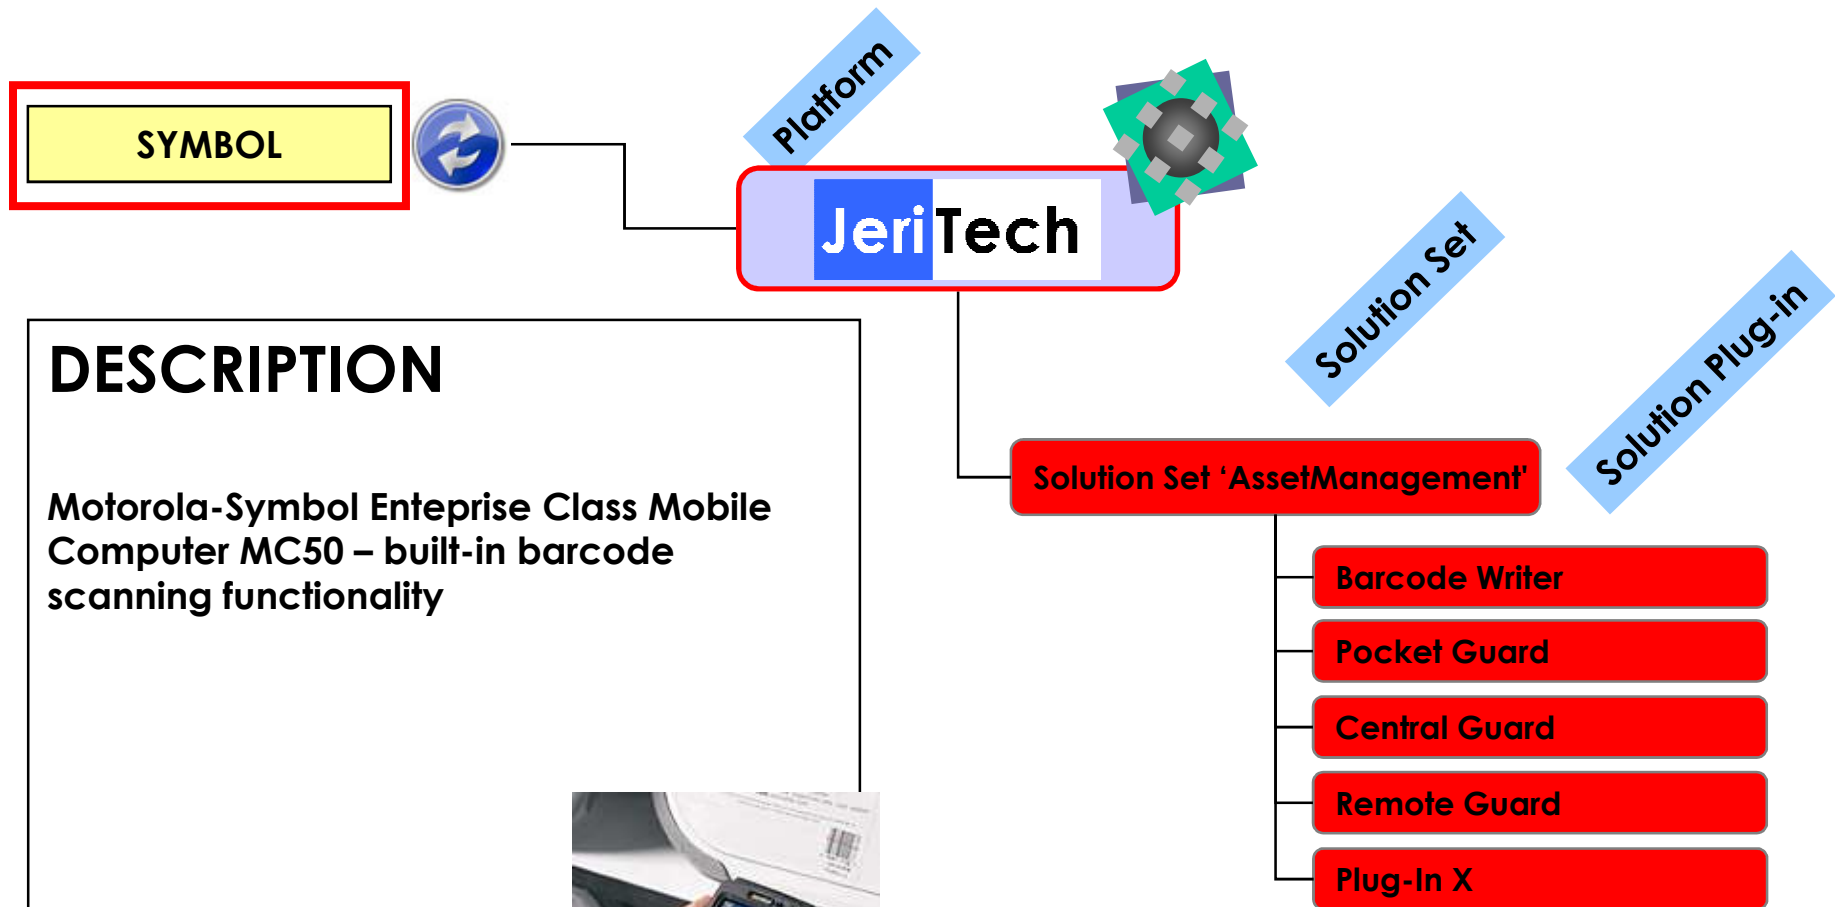 Platform
SYMBOL
JeriTech
Solution Set
Solution Plug-in
DESCRIPTION
Motorola-Symbol Enteprise Class Mobile
Computer MC50 – built-in barcode
scanning functionality
Solution Set ‘AssetManagement'
Barcode Writer
Pocket Guard
Central Guard
Remote Guard
Plug-In X